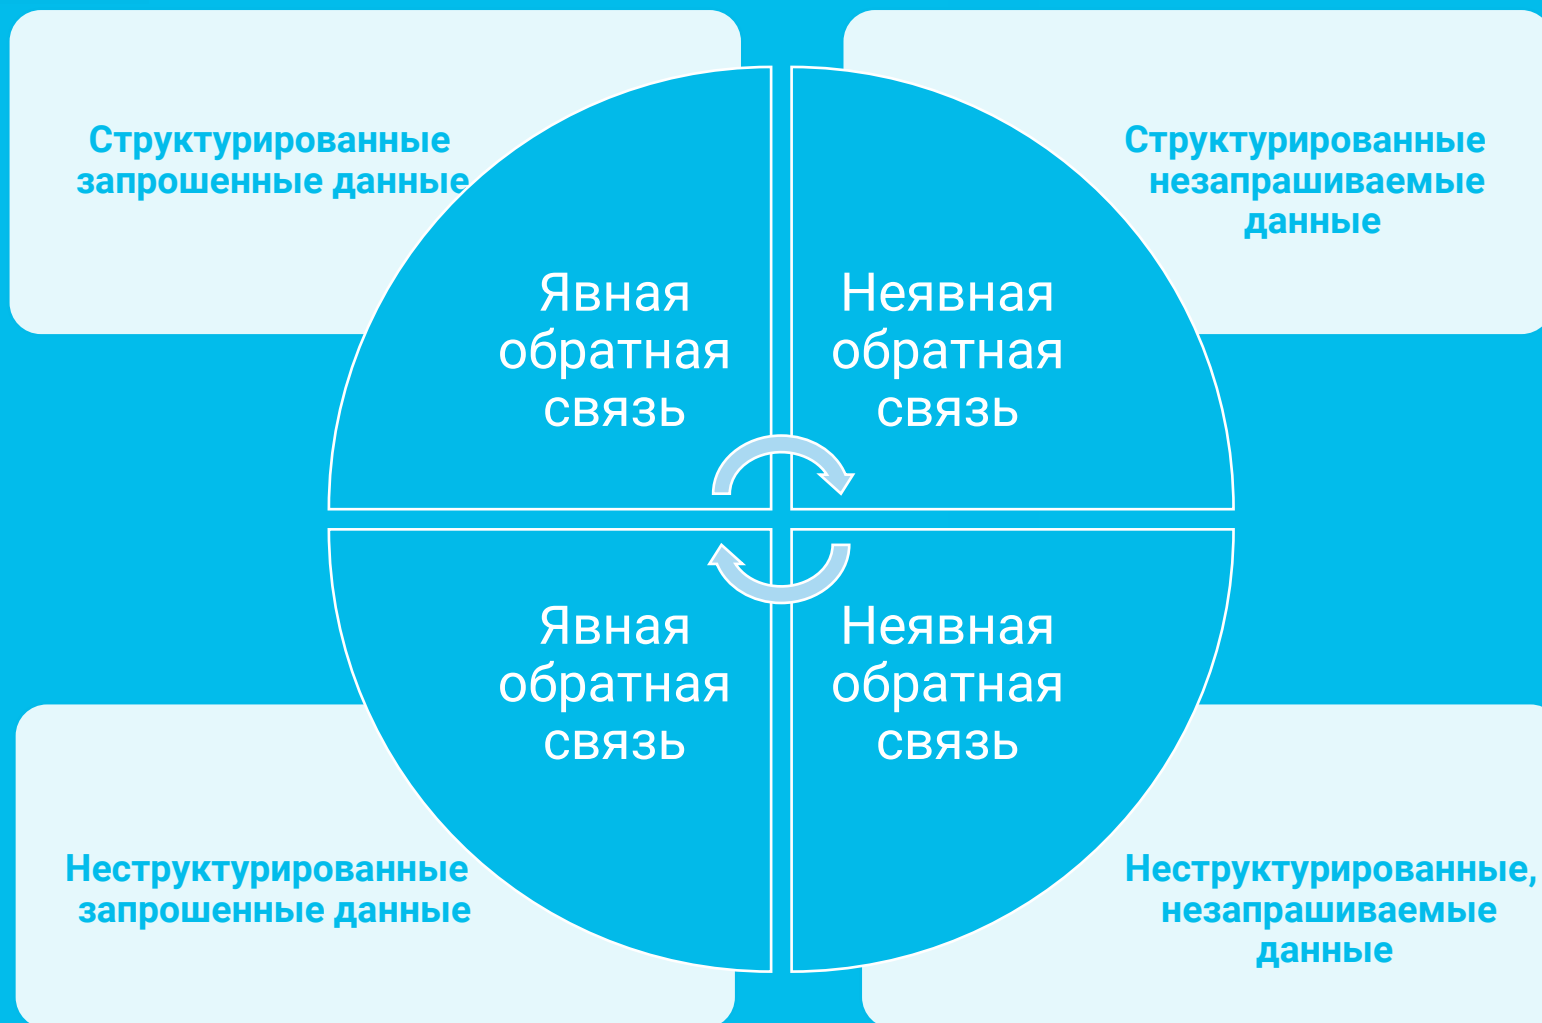 Структурированные
запрошенные данные
Структурированные
незапрашиваемые
данные
Явная
обратная
связь
Неявная
обратная
связь
Явная
обратная
связь
Неявная
обратная
связь
Неструктурированные
запрошенные данные
Неструктурированные,
незапрашиваемые
данные